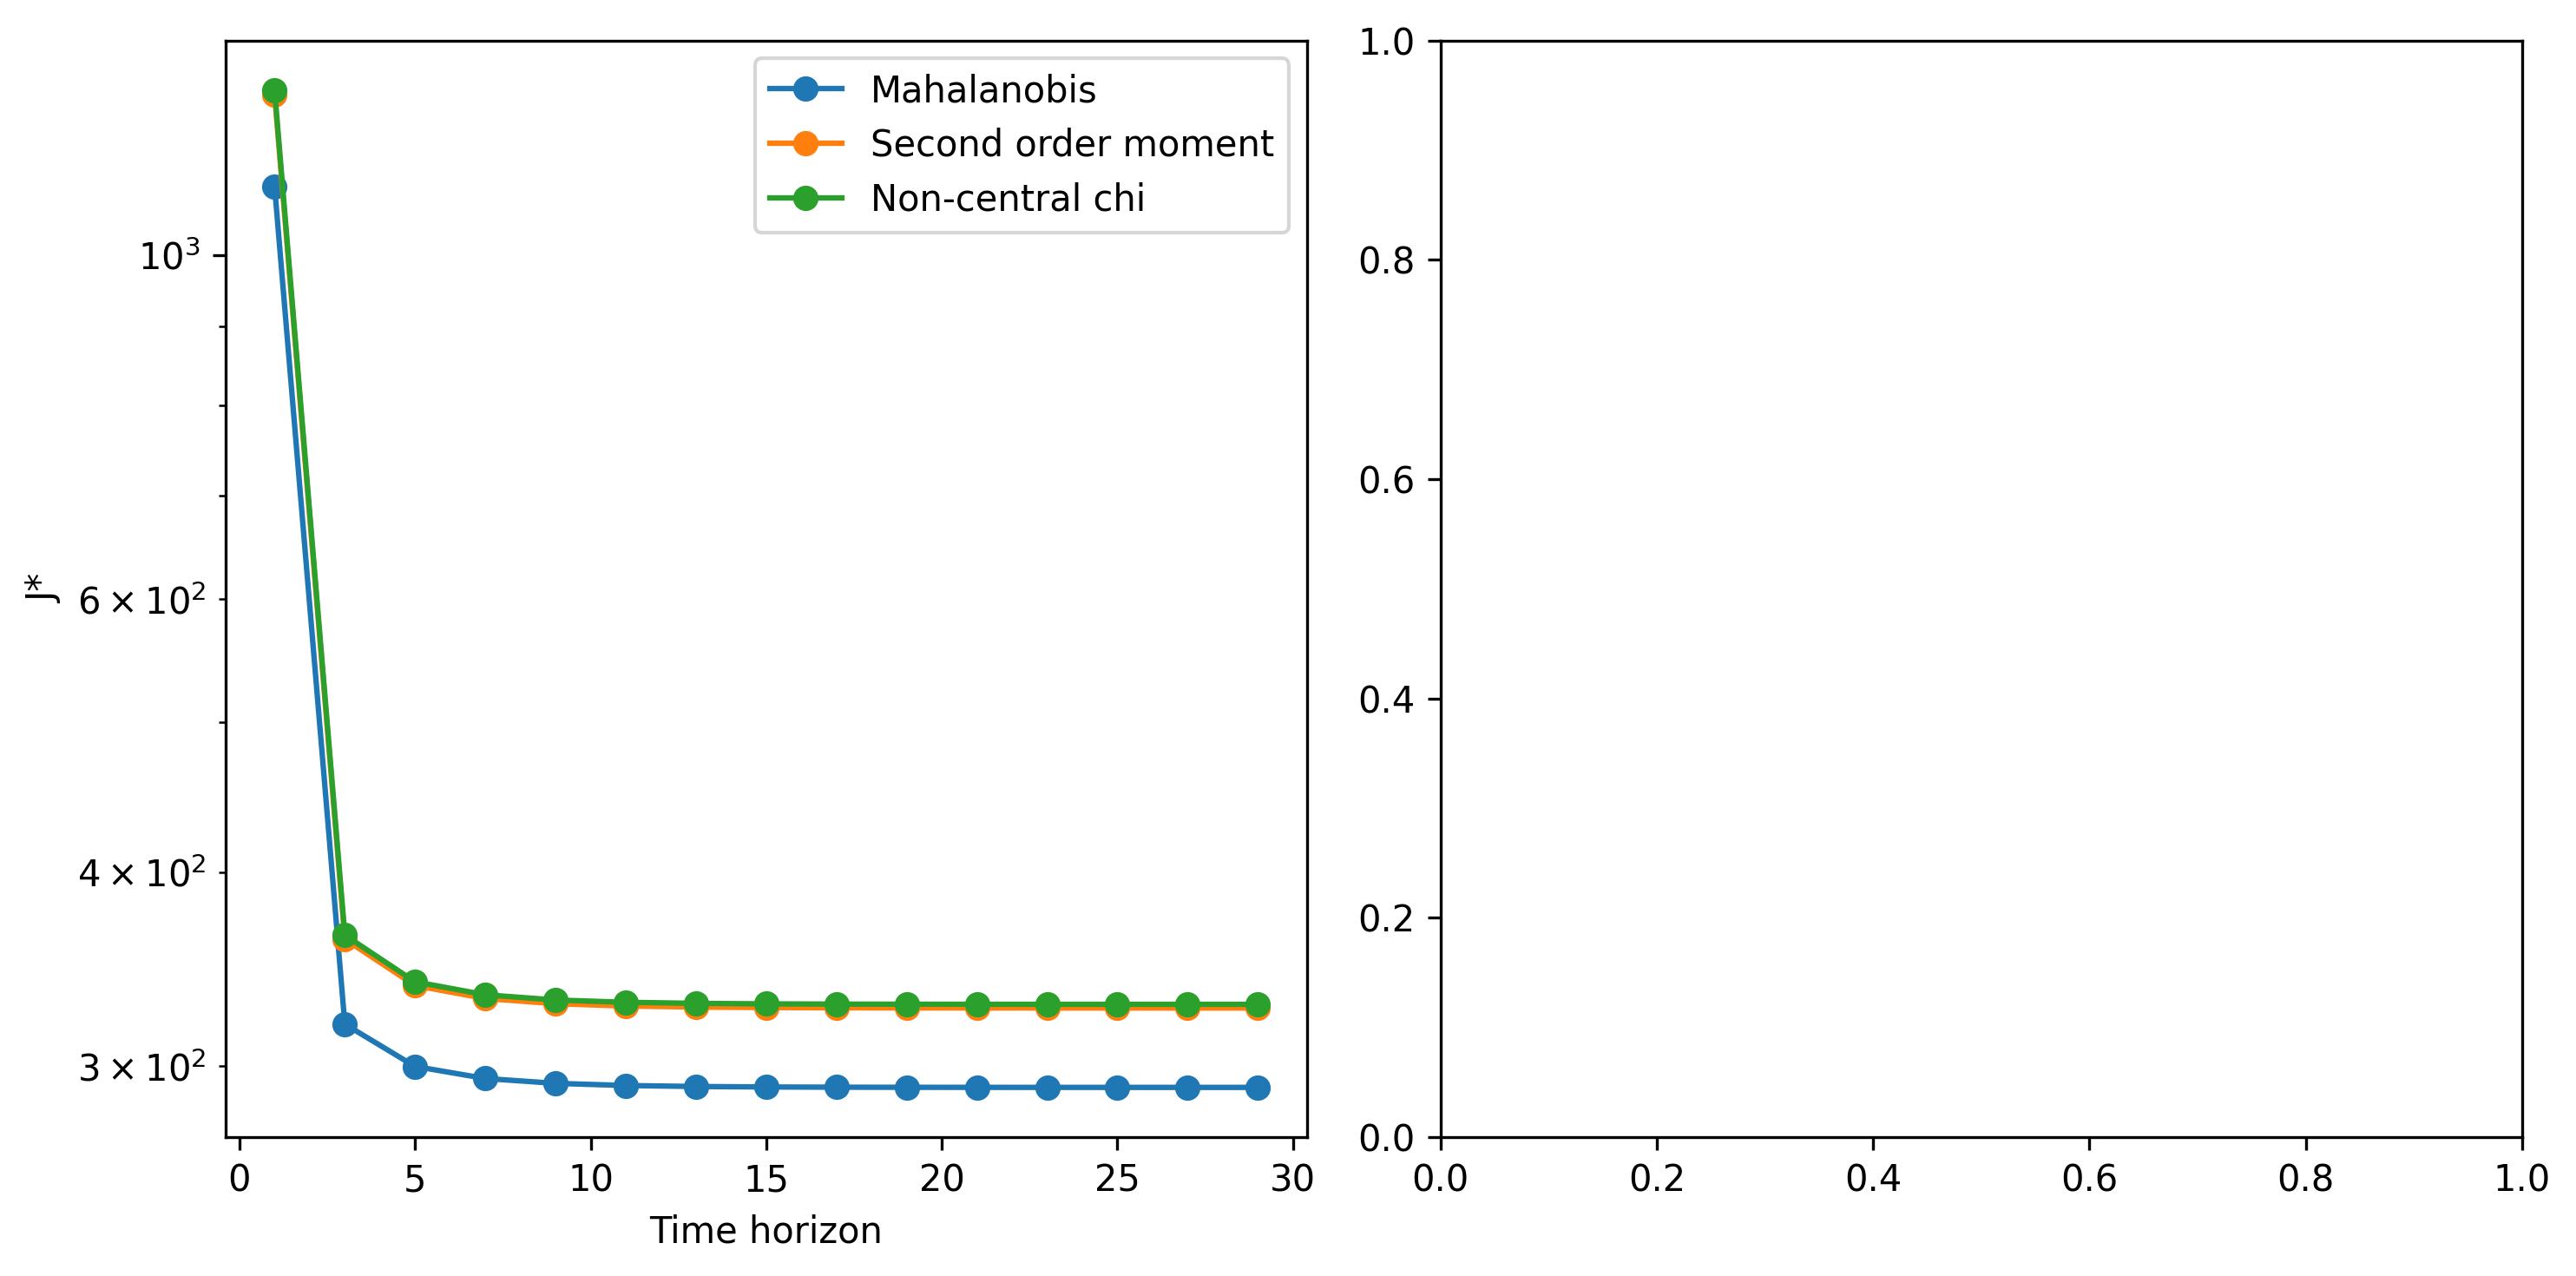 Mahalanobis
Second order moment
Non-central chi
10³
6 × 10²
4 × 10²
3 × 10²
J*
0 5 10 15 20 25 30
Time horizon
1.0
0.8
0.6
0.4
0.2
0.0
0.0 0.2 0.4 0.6 0.8 1.0